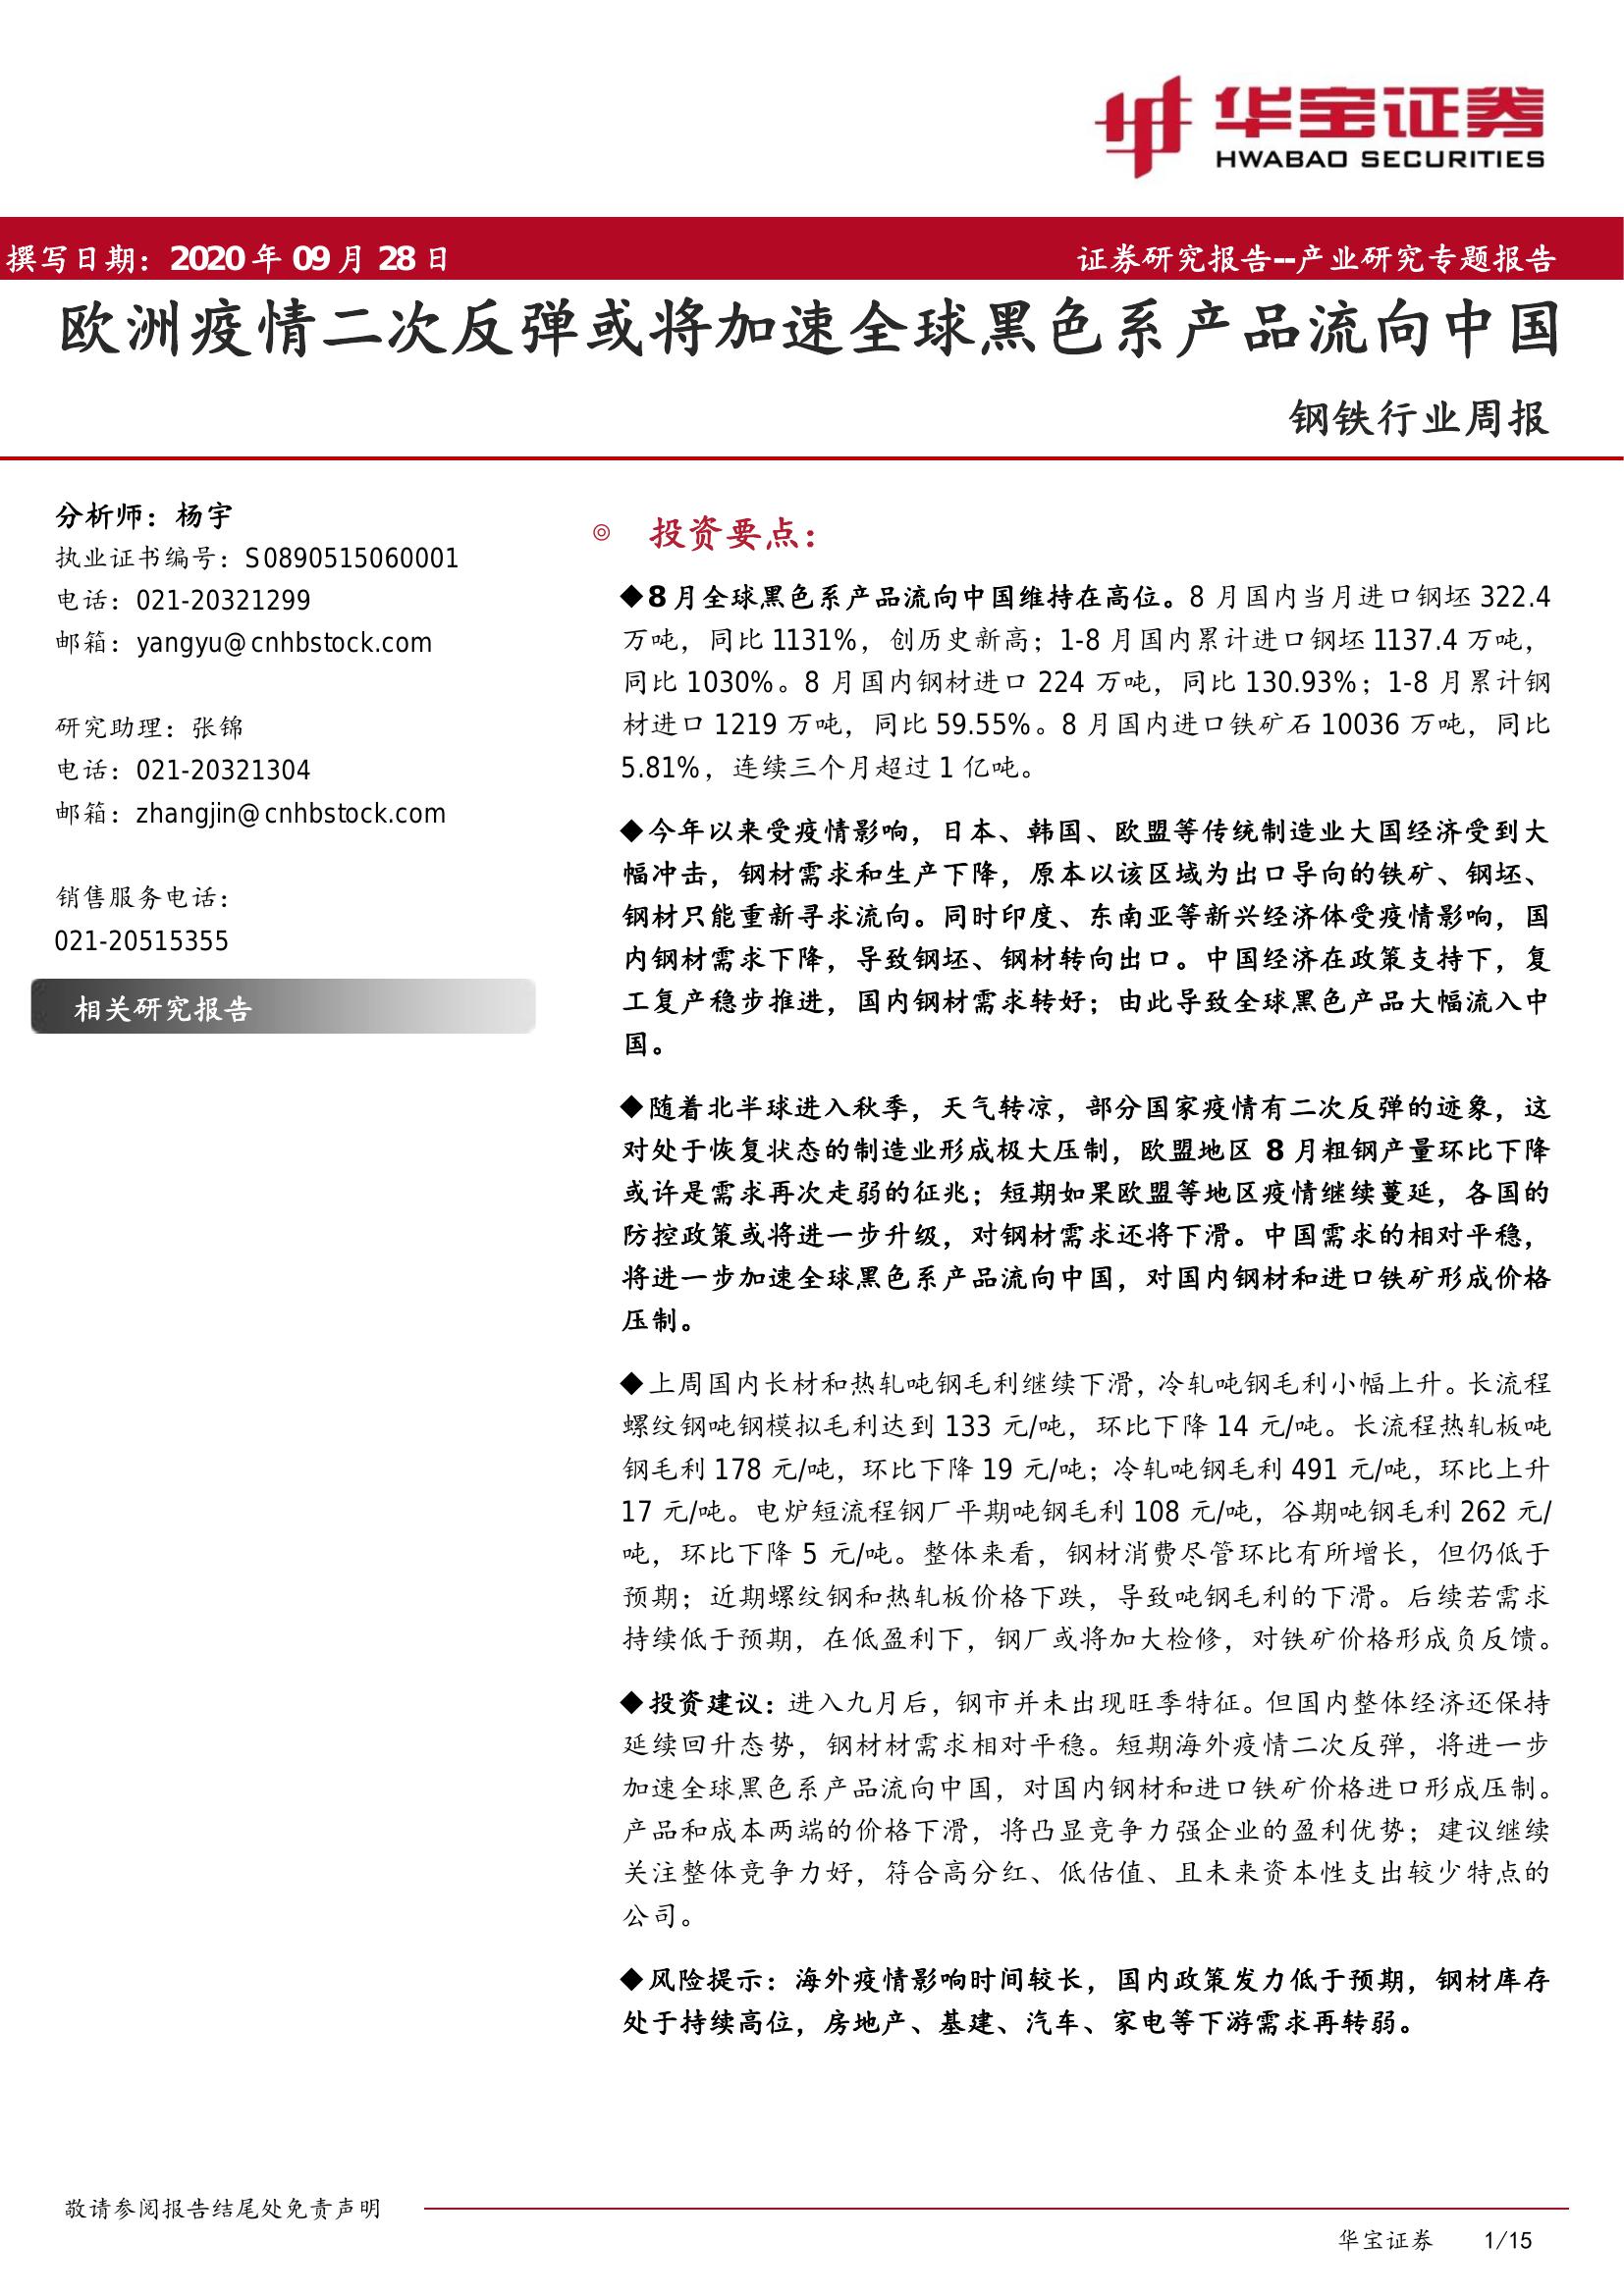 华宝证券
HWABAO SECURITIES
撰写日期：2020 年 09 月 28 日
证券研究报告--产业研究专题报告
欧洲疫情二次反弹或将加速全球黑色系产品流向中国
钢铁行业周报
分析师：杨宇
执业证书编号：S0890515060001
电话：021-20321299
邮箱：yangyu@cnhbstock.com
研究助理：张锦
电话：021-20321304
邮箱：zhangjin@cnhbstock.com
销售服务电话：
021-20515355
相关研究报告
◎ 投资要点：
◆8 月全球黑色系产品流向中国维持在高位。8 月国内当月进口钢坯 322.4
万吨，同比 1131%，创历史新高；1-8 月国内累计进口钢坯 1137.4 万吨，
同比 1030%。8 月国内钢材进口 224 万吨，同比 130.93%；1-8 月累计钢
材进口 1219 万吨，同比 59.55%。8 月国内进口铁矿石 10036 万吨，同比
5.81%，连续三个月超过 1 亿吨。
◆今年以来受疫情影响，日本、韩国、欧盟等传统制造业大国经济受到大
幅冲击，钢材需求和生产下降，原本以该区域为出口导向的铁矿、钢坯、
钢材只能重新寻求流向。同时印度、东南亚等新兴经济体受疫情影响，国
内钢材需求下降，导致钢坯、钢材转向出口。中国经济在政策支持下，复
工复产稳步推进，国内钢材需求转好；由此导致全球黑色产品大幅流入中
国。
◆随着北半球进入秋季，天气转凉，部分国家疫情有二次反弹的迹象，这
对处于恢复状态的制造业形成极大压制，欧盟地区 8 月粗钢产量环比下降
或许是需求再次走弱的征兆；短期如果欧盟等地区疫情继续蔓延，各国的
防控政策或将进一步升级，对钢材需求还将下滑。中国需求的相对平稳，
将进一步加速全球黑色系产品流向中国，对国内钢材和进口铁矿形成价格
压制。
◆上周国内长材和热轧吨钢毛利继续下滑，冷轧吨钢毛利小幅上升。长流程
螺纹钢吨钢模拟毛利达到 133 元/吨，环比下降 14 元/吨。长流程热轧板吨
钢毛利 178 元/吨，环比下降 19 元/吨；冷轧吨钢毛利 491 元/吨，环比上升
17 元/吨。电炉短流程钢厂平期吨钢毛利 108 元/吨，谷期吨钢毛利 262 元/
吨，环比下降 5 元/吨。整体来看，钢材消费尽管环比有所增长，但仍低于
预期；近期螺纹钢和热轧板价格下跌，导致吨钢毛利的下滑。后续若需求
持续低于预期，在低盈利下，钢厂或将加大检修，对铁矿价格形成负反馈。
◆投资建议：进入九月后，钢市并未出现旺季特征。但国内整体经济还保持
延续回升态势，钢材材需求相对平稳。短期海外疫情二次反弹，将进一步
加速全球黑色系产品流向中国，对国内钢材和进口铁矿价格进口形成压制。
产品和成本两端的价格下滑，将凸显竞争力强企业的盈利优势；建议继续
关注整体竞争力好，符合高分红、低估值、且未来资本性支出较少特点的
公司。
◆风险提示：海外疫情影响时间较长，国内政策发力低于预期，钢材库存
处于持续高位，房地产、基建、汽车、家电等下游需求再转弱。
敬请参阅报告结尾处免责声明
华宝证券 1/15